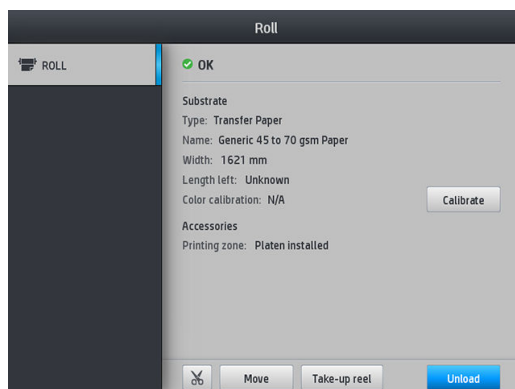 Roll
ROLL
OK
Substrate
Type: Transfer Paper
Name: Generic 45 to 70 gsm Paper
Width: 1621 mm
Length left: Unknown
Color calibration: N/A
Calibrate
Accessories
Printing zone: Platen installed
Move
Take-up reel
Unload